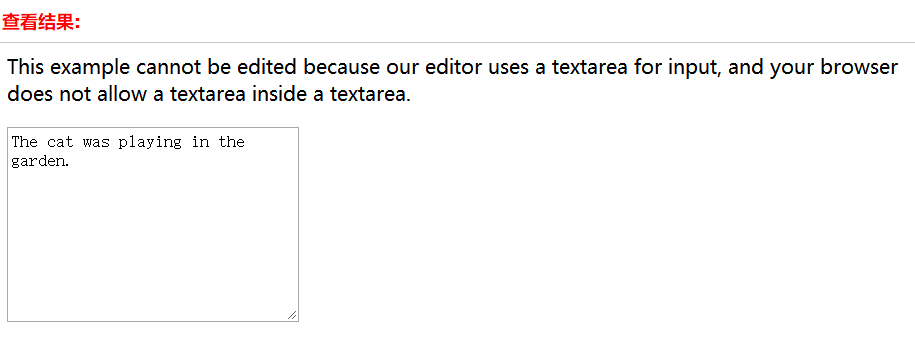 查看结果:
This example cannot be edited because our editor uses a textarea for input, and your browser
does not allow a textarea inside a textarea.
The cat was playing in the
garden.